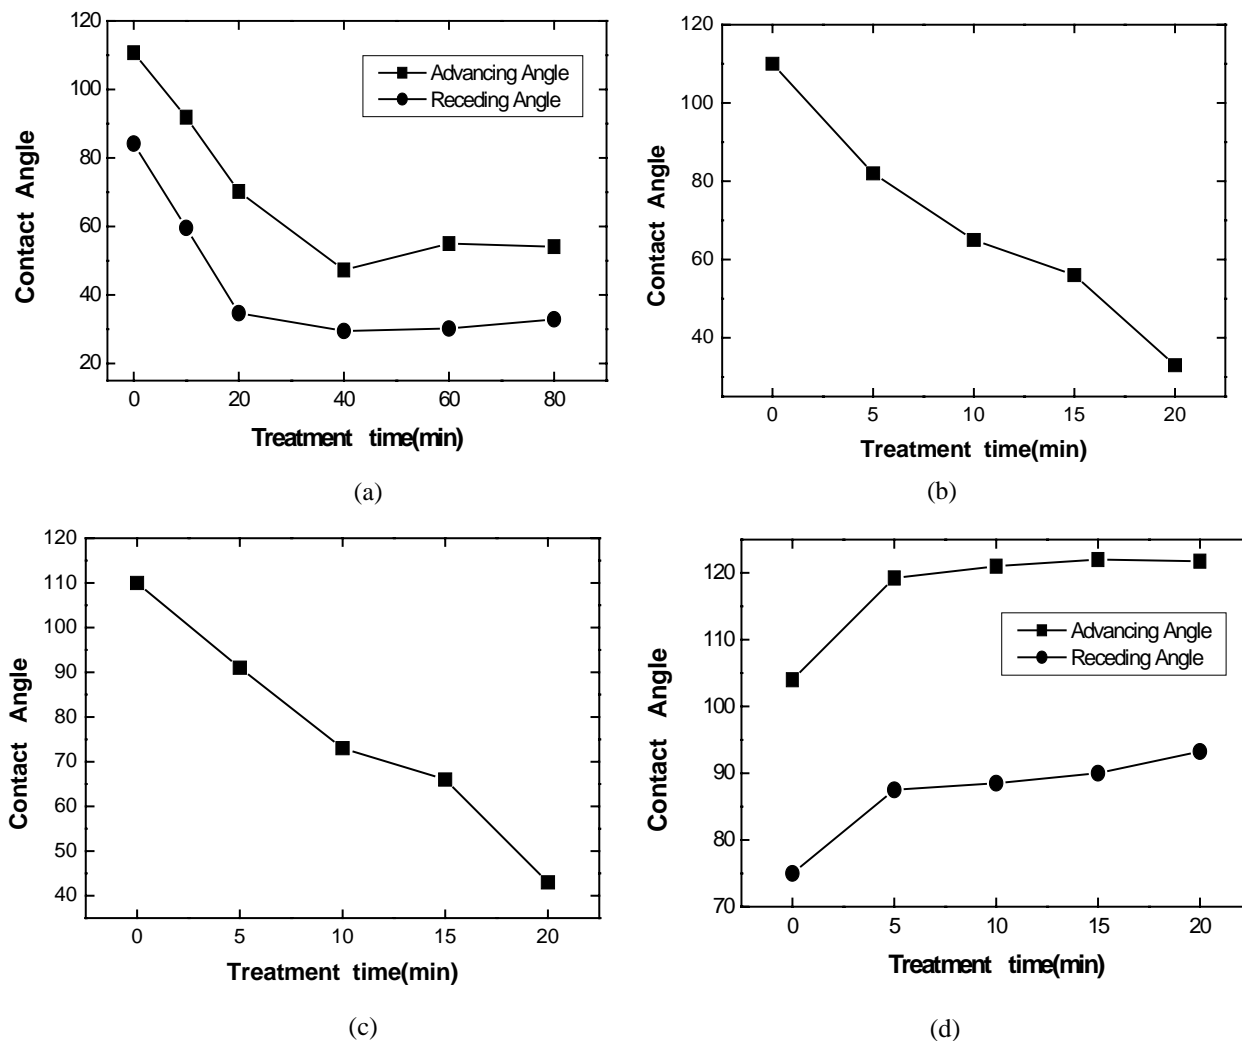 120
100
80
60
40
20
Contact Angle
Advancing Angle
Receding Angle
0 20 40 60 80
Treatment time(min)
(a)
120
100
80
60
40
Contact Angle
0 5 10 15 20
Treatment time(min)
(b)
120
110
100
90
80
70
60
50
40
Contact Angle
0 5 10 15 20
Treatment time(min)
(c)
120
110
100
90
80
70
Contact Angle
Advancing Angle
Receding Angle
0 5 10 15 20
Treatment time(min)
(d)